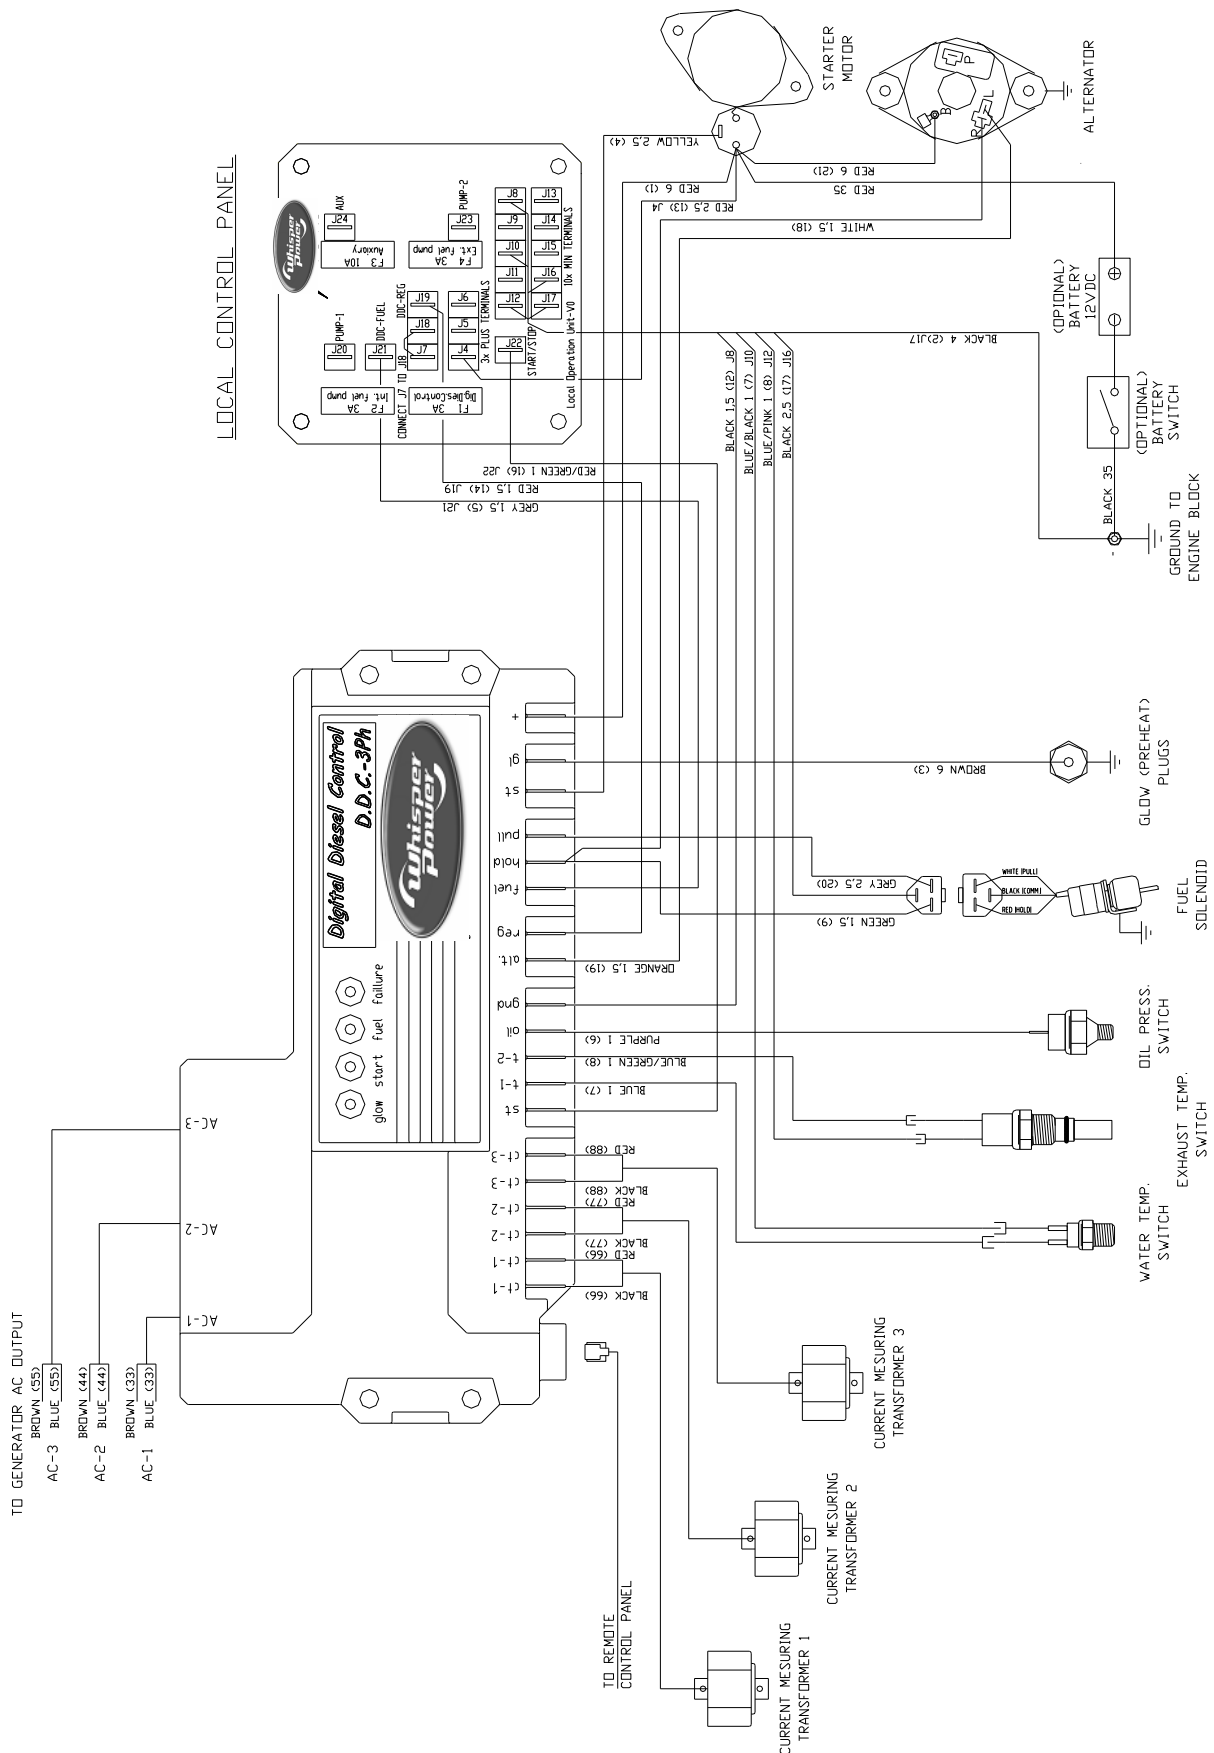 LOCAL CONTROL PANEL
Whisper
Power
AUX
J24
F3 10A
Auxiary
PUMP-2
J23
F4 3A
Ext. Fuel pump
J8
J9
J10
J11
J12
J13
J14
J15
J16
J17
10x MIN TERMINALS
PUMP-1
J20
DDC-FUEL
J21
DDC-REG
J19
J18
J7
J6
J5
J4
3x PLUS TERMINALS
START/STOP
J22
Local Operation Unit-V0
CONNECT J7 TO J18
F2 3A
Int. Fuel pump
F1 3A
Dig.Dies.Control
STARTER
MOTOR
ALTERNATOR
P
B
R
L
YELLOW 2,5 (4)
RED 6 (1)
RED 2,5 (13) J4
RED 6 (21)
RED 35
WHITE 1,5 (18)
BLACK 4 (2)J17
BLACK 1,5 (12) J8
BLUE/BLACK 1 (7) J10
BLUE/PINK 1 (8) J12
BLACK 2,5 (17) J16
(OPTIONAL)
BATTERY
12VDC
(OPTIONAL)
BATTERY
SWITCH
BLACK 35
-
GROUND TO
ENGINE BLOCK
RED/GREEN 1 (16) J22
RED 1,5 (14) J19
GREY 1,5 (5) J21
Digital Diesel Control
D.D.C.-3Ph
Whisper
Power
glow
start
fuel
faillure
+
gl
st
pull
hold
fuel
reg
alt.
gnd
oil
t-2
t-1
st
ct-3
ct-3
ct-2
ct-2
ct-1
ct-1
BROWN 6 (3)
GLOW (PREHEAT)
PLUGS
GREY 2,5 (20)
GREEN 1,5 (9)
WHITE (PULL)
BLACK (COMM)
RED (HOLD)
FUEL
SOLENOID
ORANGE 1,5 (19)
PURPLE 1 (6)
BLUE/GREEN 1 (8)
BLUE 1 (7)
OIL PRESS.
SWITCH
EXHAUST TEMP.
SWITCH
WATER TEMP.
SWITCH
RED (88)
BLACK (88)
RED (77)
BLACK (77)
RED (66)
BLACK (66)
AC-3
AC-2
AC-1
TO GENERATOR AC OUTPUT
BROWN (55)
AC-3 BLUE (55)
BROWN (44)
AC-2 BLUE (44)
BROWN (33)
AC-1 BLUE (33)
TO REMOTE
CONTROL PANEL
CURRENT MESURING
TRANSFORMER 3
CURRENT MESURING
TRANSFORMER 2
CURRENT MESURING
TRANSFORMER 1